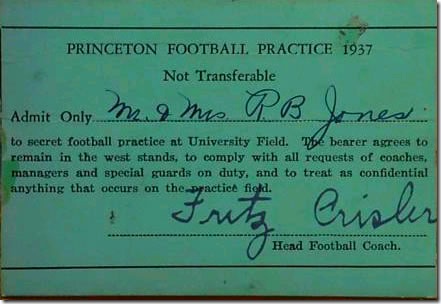 PRINCETON FOOTBALL PRACTICE 1937
Not Transferable
Admit Only Mr. & Mrs R B Jones
to secret football practice at University Field. The bearer agrees to
remain in the west stands, to comply with all requests of coaches,
managers and special guards on duty, and to treat as confidential
anything that occurs on the practice field.
Fritz Crisler
Head Football Coach.